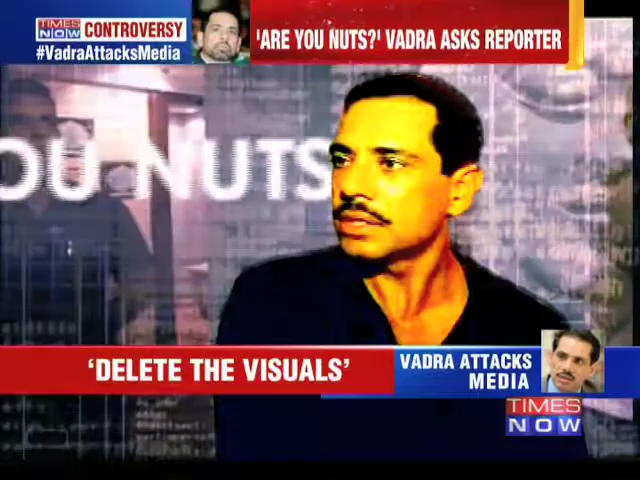 TIMES NOW CONTROVERSY
#VadraAttacksMedia
'ARE YOU NUTS?' VADRA ASKS REPORTER
OU NUTS
'DELETE THE VISUALS'
VADRA ATTACKS
MEDIA
TIMES
NOW